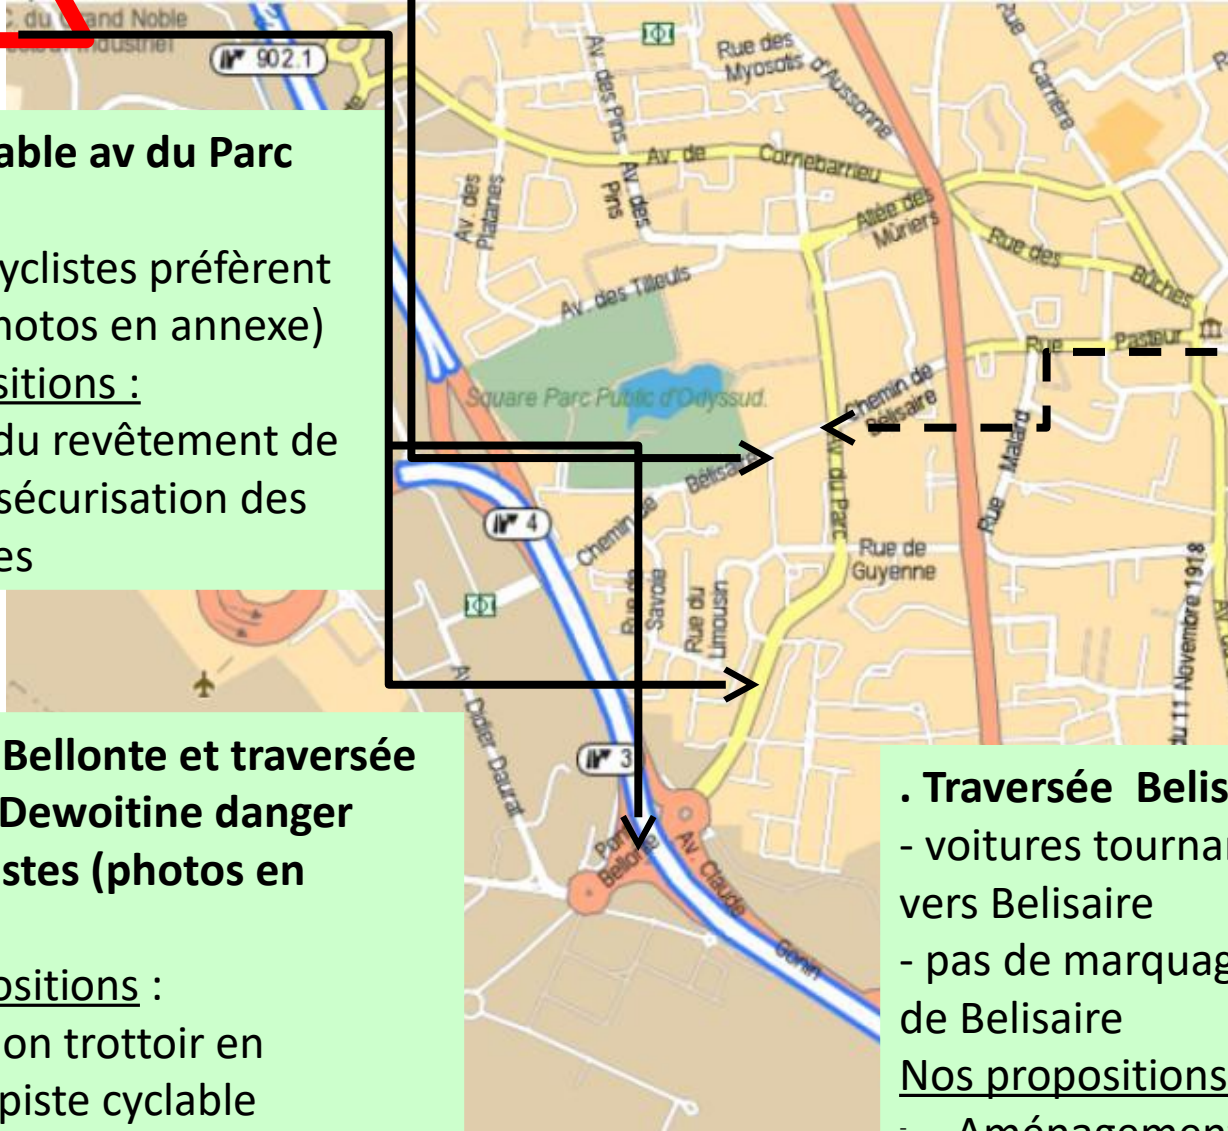 C. du Grand Noble
902.1
Rue des
Myosotis
d'Aussonne
Rue
Carrière
Av. des Pins
Av. de
Cornebarrieu
Av. des
Pins
Av. des
Platanes
Allée des
Mûriers
Rue des
Bûches
Av. des Tilleuls
Rue
Pasteur
Square Parc Public d'Odyssud.
Chemin de
Bélisaire
Rue Malard
Chemin de
Bélisaire
Av. du Parc
4
Rue de
Guyenne
Rue de
Savoie
Rue du
Limousin
du 11 Novembre 1918
Av. Didier Daurat
3
Pont
Bellonte
Av. Claude
Gonin
able av du Parc
yclistes préfèrent
hotos en annexe)
sitions :
du revêtement de
sécurisation des
es
Bellonte et traversée
Dewoitine danger
stes (photos en
ositions :
on trottoir en
piste cyclable
. Traversée Belis
- voitures tournar
vers Belisaire
- pas de marquag
de Belisaire
Nos propositions
- Aménagemen